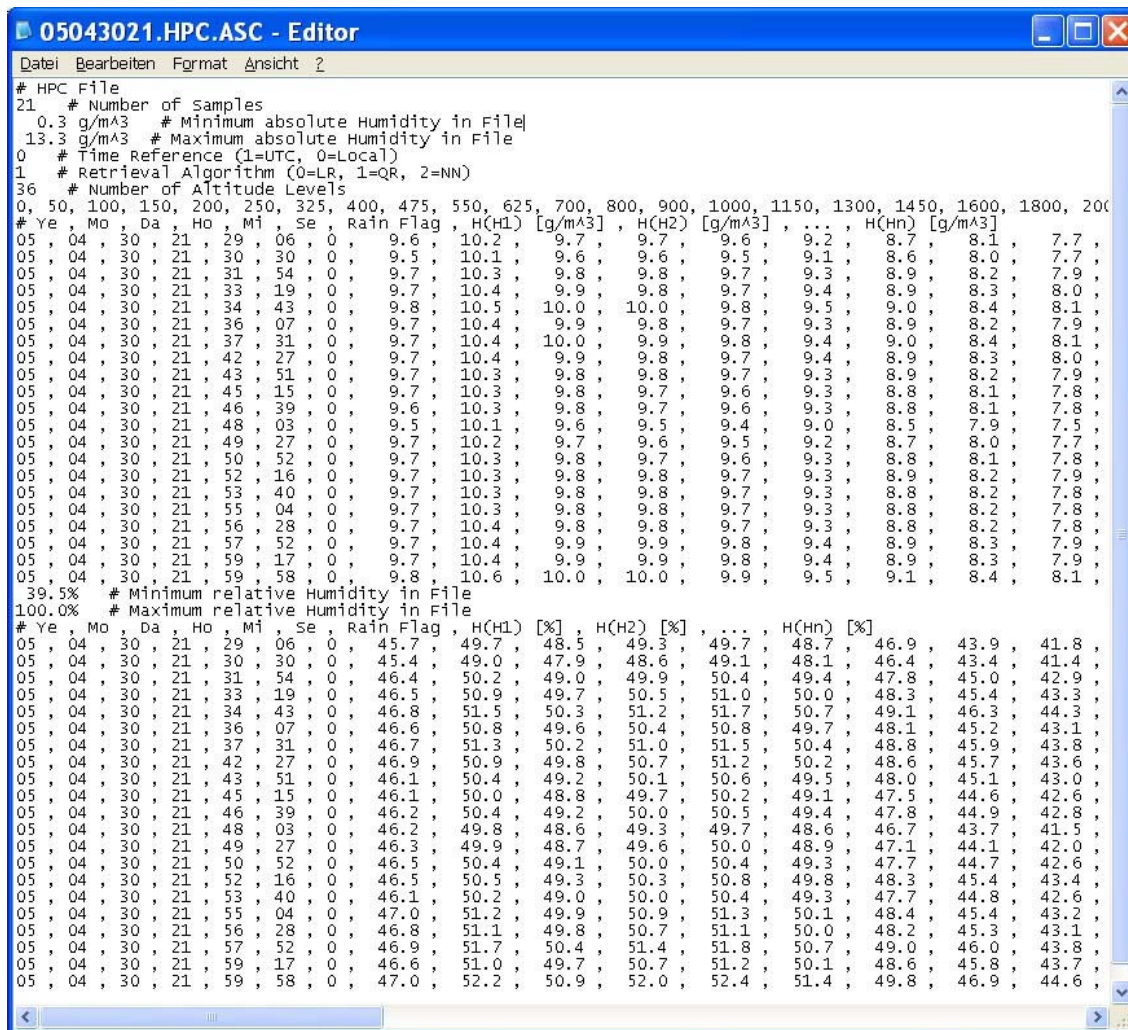 05043021.HPC.ASC - Editor
Datei Bearbeiten Format Ansicht ?
# HPC File
21 # Number of Samples
0.3 g/m^3 # Minimum absolute Humidity in File
13.3 g/m^3 # Maximum absolute Humidity in File
0 # Time Reference (1=UTC, 0=Local)
1 # Retrieval Algorithm (0=LR, 1=QR, 2=NN)
36 # Number of Altitude Levels
0, 50, 100, 150, 200, 250, 325, 400, 475, 550, 625, 700, 800, 900, 1000, 1150, 1300, 1450, 1600, 1800, 200
# Ye , Mo , Da , Ho , Mi , Se , Rain Flag , H(H1) [g/m^3] , H(H2) [g/m^3] , ... , H(Hn) [g/m^3]
05 , 04 , 30 , 21 , 29 , 06 , 0 , 9.6 , 10.2 , 9.7 , 9.7 , 9.6 , 9.2 , 8.7 , 8.1 , 7.7 ,
05 , 04 , 30 , 21 , 30 , 30 , 0 , 9.5 , 10.1 , 9.6 , 9.6 , 9.5 , 9.1 , 8.6 , 8.0 , 7.7 ,
05 , 04 , 30 , 21 , 31 , 54 , 0 , 9.7 , 10.3 , 9.8 , 9.8 , 9.7 , 9.3 , 8.9 , 8.2 , 7.9 ,
05 , 04 , 30 , 21 , 33 , 19 , 0 , 9.7 , 10.4 , 9.9 , 9.8 , 9.7 , 9.4 , 8.9 , 8.3 , 8.0 ,
05 , 04 , 30 , 21 , 34 , 43 , 0 , 9.8 , 10.5 , 10.0 , 10.0 , 9.8 , 9.5 , 9.0 , 8.4 , 8.1 ,
05 , 04 , 30 , 21 , 36 , 07 , 0 , 9.7 , 10.4 , 9.9 , 9.8 , 9.7 , 9.3 , 8.9 , 8.2 , 7.9 ,
05 , 04 , 30 , 21 , 37 , 31 , 0 , 9.7 , 10.4 , 10.0 , 9.9 , 9.8 , 9.4 , 9.0 , 8.4 , 8.1 ,
05 , 04 , 30 , 21 , 42 , 27 , 0 , 9.7 , 10.4 , 9.9 , 9.8 , 9.7 , 9.4 , 8.9 , 8.3 , 8.0 ,
05 , 04 , 30 , 21 , 43 , 51 , 0 , 9.7 , 10.3 , 9.8 , 9.8 , 9.7 , 9.3 , 8.9 , 8.2 , 7.9 ,
05 , 04 , 30 , 21 , 45 , 15 , 0 , 9.7 , 10.3 , 9.8 , 9.7 , 9.6 , 9.3 , 8.8 , 8.1 , 7.8 ,
05 , 04 , 30 , 21 , 46 , 39 , 0 , 9.6 , 10.3 , 9.8 , 9.7 , 9.6 , 9.3 , 8.8 , 8.1 , 7.8 ,
05 , 04 , 30 , 21 , 48 , 03 , 0 , 9.5 , 10.1 , 9.6 , 9.5 , 9.4 , 9.0 , 8.5 , 7.9 , 7.5 ,
05 , 04 , 30 , 21 , 49 , 27 , 0 , 9.7 , 10.2 , 9.7 , 9.6 , 9.5 , 9.2 , 8.7 , 8.0 , 7.7 ,
05 , 04 , 30 , 21 , 50 , 52 , 0 , 9.7 , 10.3 , 9.8 , 9.7 , 9.6 , 9.3 , 8.8 , 8.1 , 7.8 ,
05 , 04 , 30 , 21 , 52 , 16 , 0 , 9.7 , 10.3 , 9.8 , 9.8 , 9.7 , 9.3 , 8.9 , 8.2 , 7.9 ,
05 , 04 , 30 , 21 , 53 , 40 , 0 , 9.7 , 10.3 , 9.8 , 9.8 , 9.7 , 9.3 , 8.8 , 8.2 , 7.8 ,
05 , 04 , 30 , 21 , 55 , 04 , 0 , 9.7 , 10.3 , 9.8 , 9.8 , 9.7 , 9.3 , 8.8 , 8.2 , 7.8 ,
05 , 04 , 30 , 21 , 56 , 28 , 0 , 9.7 , 10.4 , 9.8 , 9.8 , 9.7 , 9.3 , 8.8 , 8.2 , 7.8 ,
05 , 04 , 30 , 21 , 57 , 52 , 0 , 9.7 , 10.4 , 9.9 , 9.9 , 9.8 , 9.4 , 8.9 , 8.3 , 7.9 ,
05 , 04 , 30 , 21 , 59 , 17 , 0 , 9.7 , 10.4 , 9.9 , 9.9 , 9.8 , 9.4 , 8.9 , 8.3 , 7.9 ,
05 , 04 , 30 , 21 , 59 , 58 , 0 , 9.8 , 10.6 , 10.0 , 10.0 , 9.9 , 9.5 , 9.1 , 8.4 , 8.1 ,
39.5% # Minimum relative Humidity in File
100.0% # Maximum relative Humidity in File
# Ye , Mo , Da , Ho , Mi , Se , Rain Flag , H(H1) [%] , H(H2) [%] , ... , H(Hn) [%]
05 , 04 , 30 , 21 , 29 , 06 , 0 , 45.7 , 49.7 , 48.5 , 49.3 , 49.7 , 48.7 , 46.9 , 43.9 , 41.8 ,
05 , 04 , 30 , 21 , 30 , 30 , 0 , 45.4 , 49.0 , 47.9 , 48.6 , 49.1 , 48.1 , 46.4 , 43.4 , 41.4 ,
05 , 04 , 30 , 21 , 31 , 54 , 0 , 46.4 , 50.2 , 49.0 , 49.9 , 50.4 , 49.4 , 47.8 , 45.0 , 42.9 ,
05 , 04 , 30 , 21 , 33 , 19 , 0 , 46.5 , 50.9 , 49.7 , 50.5 , 51.0 , 50.0 , 48.3 , 45.4 , 43.3 ,
05 , 04 , 30 , 21 , 34 , 43 , 0 , 46.8 , 51.5 , 50.3 , 51.2 , 51.7 , 50.7 , 49.1 , 46.3 , 44.3 ,
05 , 04 , 30 , 21 , 36 , 07 , 0 , 46.6 , 50.8 , 49.6 , 50.4 , 50.8 , 49.7 , 48.1 , 45.2 , 43.1 ,
05 , 04 , 30 , 21 , 37 , 31 , 0 , 46.7 , 51.3 , 50.2 , 51.0 , 51.5 , 50.4 , 48.8 , 45.9 , 43.8 ,
05 , 04 , 30 , 21 , 42 , 27 , 0 , 46.9 , 50.9 , 49.8 , 50.7 , 51.2 , 50.2 , 48.6 , 45.7 , 43.6 ,
05 , 04 , 30 , 21 , 43 , 51 , 0 , 46.1 , 50.4 , 49.2 , 50.1 , 50.6 , 49.5 , 48.0 , 45.1 , 43.0 ,
05 , 04 , 30 , 21 , 45 , 15 , 0 , 46.1 , 50.0 , 48.8 , 49.7 , 50.2 , 49.1 , 47.5 , 44.6 , 42.6 ,
05 , 04 , 30 , 21 , 46 , 39 , 0 , 46.2 , 50.4 , 49.2 , 50.0 , 50.5 , 49.4 , 47.8 , 44.9 , 42.8 ,
05 , 04 , 30 , 21 , 48 , 03 , 0 , 46.2 , 49.8 , 48.6 , 49.3 , 49.7 , 48.6 , 46.7 , 43.7 , 41.5 ,
05 , 04 , 30 , 21 , 49 , 27 , 0 , 46.3 , 49.9 , 48.7 , 49.6 , 50.0 , 48.9 , 47.1 , 44.1 , 42.0 ,
05 , 04 , 30 , 21 , 50 , 52 , 0 , 46.5 , 50.4 , 49.1 , 50.0 , 50.4 , 49.3 , 47.7 , 44.7 , 42.6 ,
05 , 04 , 30 , 21 , 52 , 16 , 0 , 46.5 , 50.5 , 49.3 , 50.3 , 50.8 , 49.8 , 48.3 , 45.4 , 43.4 ,
05 , 04 , 30 , 21 , 53 , 40 , 0 , 46.1 , 50.2 , 49.0 , 50.0 , 50.4 , 49.3 , 47.7 , 44.8 , 42.6 ,
05 , 04 , 30 , 21 , 55 , 04 , 0 , 47.0 , 51.2 , 49.9 , 50.9 , 51.3 , 50.1 , 48.4 , 45.4 , 43.2 ,
05 , 04 , 30 , 21 , 56 , 28 , 0 , 46.8 , 51.1 , 49.8 , 50.7 , 51.1 , 50.0 , 48.2 , 45.3 , 43.1 ,
05 , 04 , 30 , 21 , 57 , 52 , 0 , 46.9 , 51.7 , 50.4 , 51.4 , 51.8 , 50.7 , 49.0 , 46.0 , 43.8 ,
05 , 04 , 30 , 21 , 59 , 17 , 0 , 46.6 , 51.0 , 49.7 , 50.7 , 51.2 , 50.1 , 48.6 , 45.8 , 43.7 ,
05 , 04 , 30 , 21 , 59 , 58 , 0 , 47.0 , 52.2 , 50.9 , 52.0 , 52.4 , 51.4 , 49.8 , 46.9 , 44.6 ,